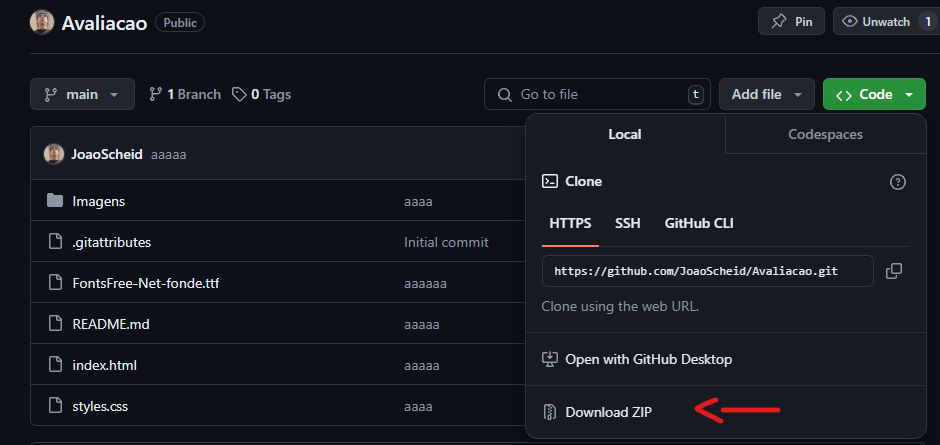 Avaliacao Public Pin Unwatch 1
main 1 Branch 0 Tags Go to file t Add file <> Code
JoaoScheid aaaaa
Imagens aaaa
.gitattributes Initial commit
FontsFree-Net-fonde.ttf aaaaaa
README.md aaaaa
index.html aaaaa
styles.css aaaa
Local Codespaces
Clone ?
HTTPS SSH GitHub CLI
https://github.com/JoaoScheid/Avaliacao.git
Clone using the web URL.
Open with GitHub Desktop
Download ZIP